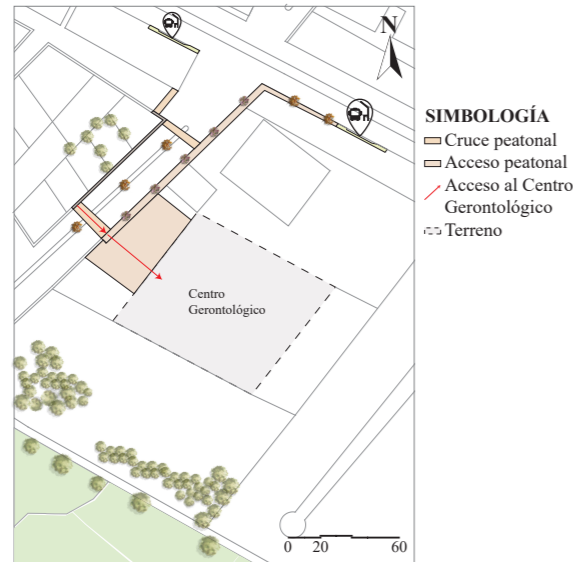 N
SIMBOLOGÍA
Cruce peatonal
Acceso peatonal
Acceso al Centro
Gerontológico
Terreno
Centro
Gerontológico
0 20 60